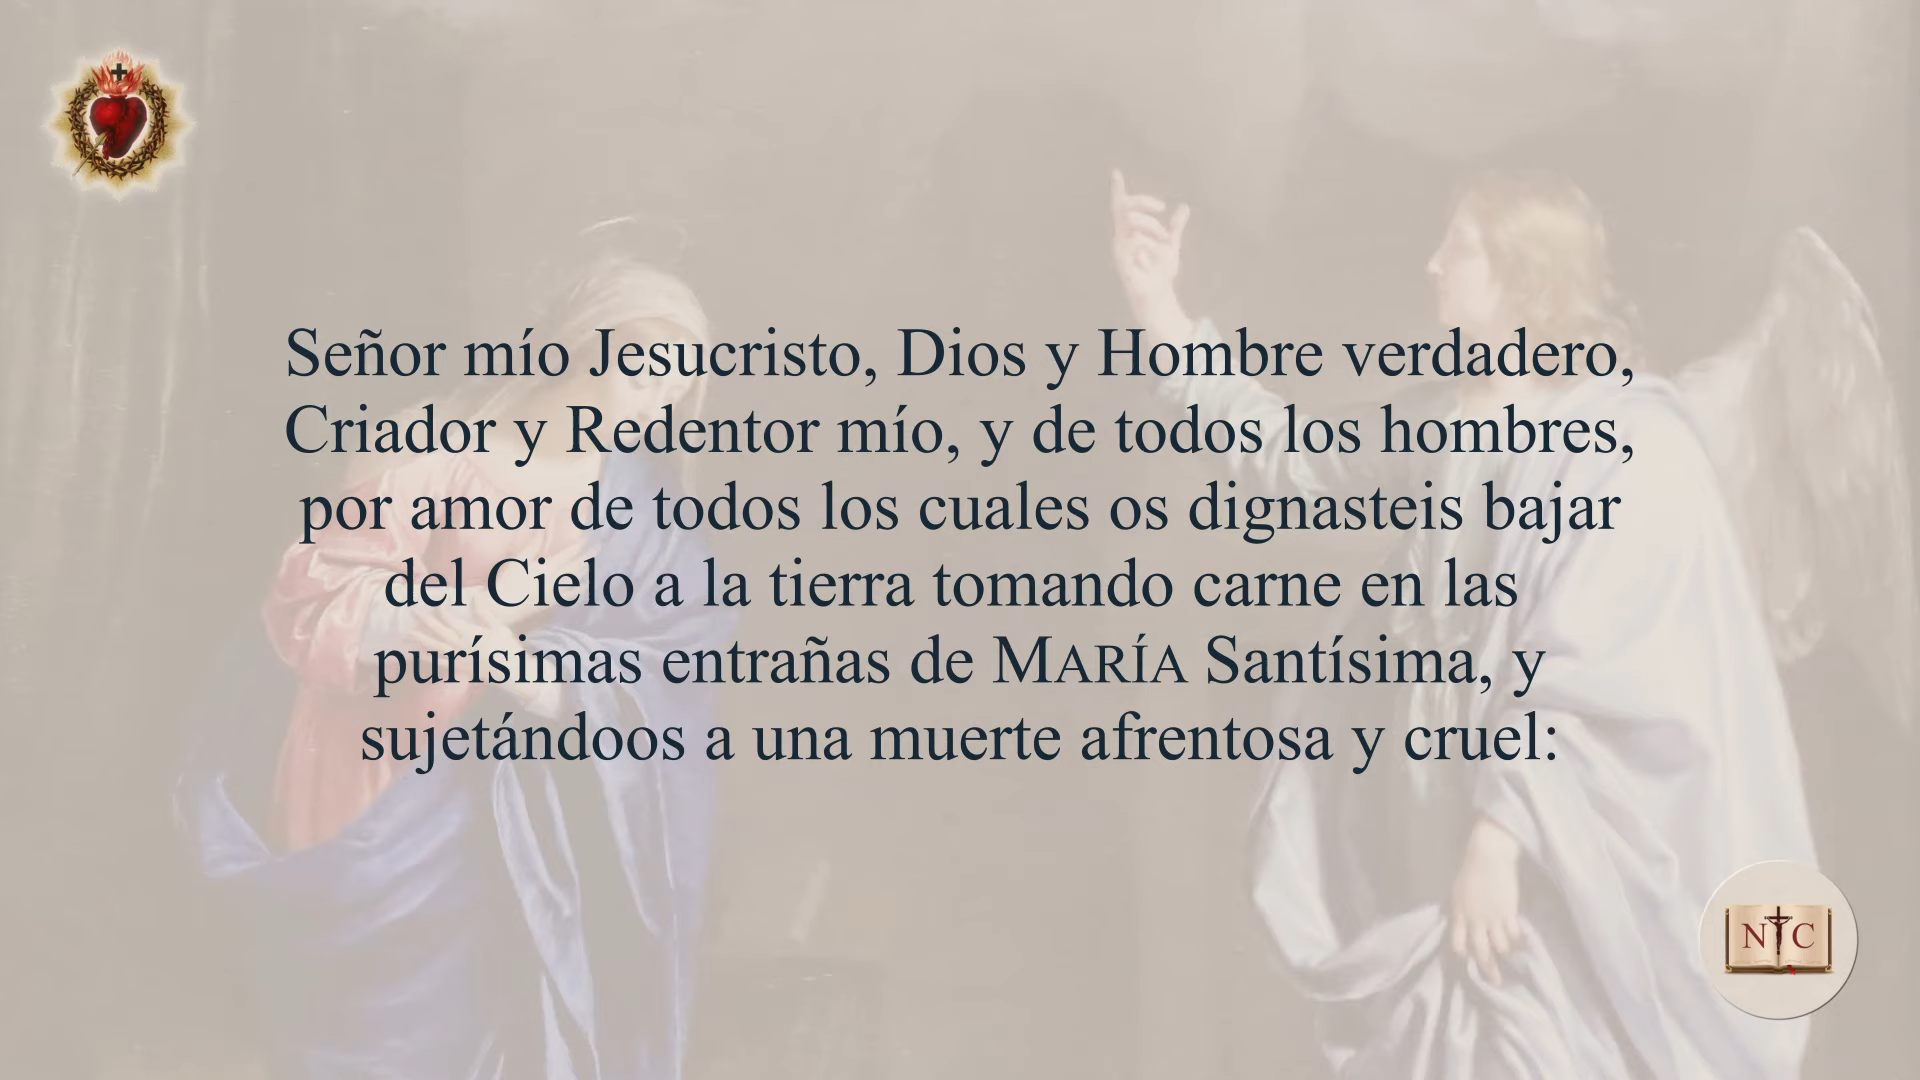 Señor mío Jesucristo, Dios y Hombre verdadero,
Criador y Redentor mío, y de todos los hombres,
por amor de todos los cuales os dignasteis bajar
del Cielo a la tierra tomando carne en las
purísimas entrañas de MARÍA Santísima, y
sujetándoos a una muerte afrentosa y cruel:
N C